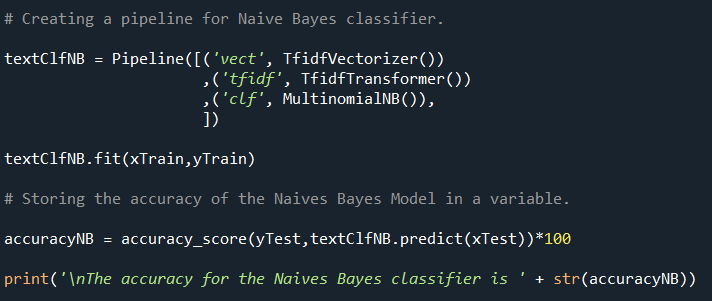 # Creating a pipeline for Naive Bayes classifier.
textClfNB = Pipeline([('vect', TfidfVectorizer())
,('tfidf', TfidfTransformer())
,('clf', MultinomialNB()),
])
textClfNB.fit(xTrain,yTrain)
# Storing the accuracy of the Naives Bayes Model in a variable.
accuracyNB = accuracy_score(yTest,textClfNB.predict(xTest))*100
print('\nThe accuracy for the Naives Bayes classifier is ' + str(accuracyNB))